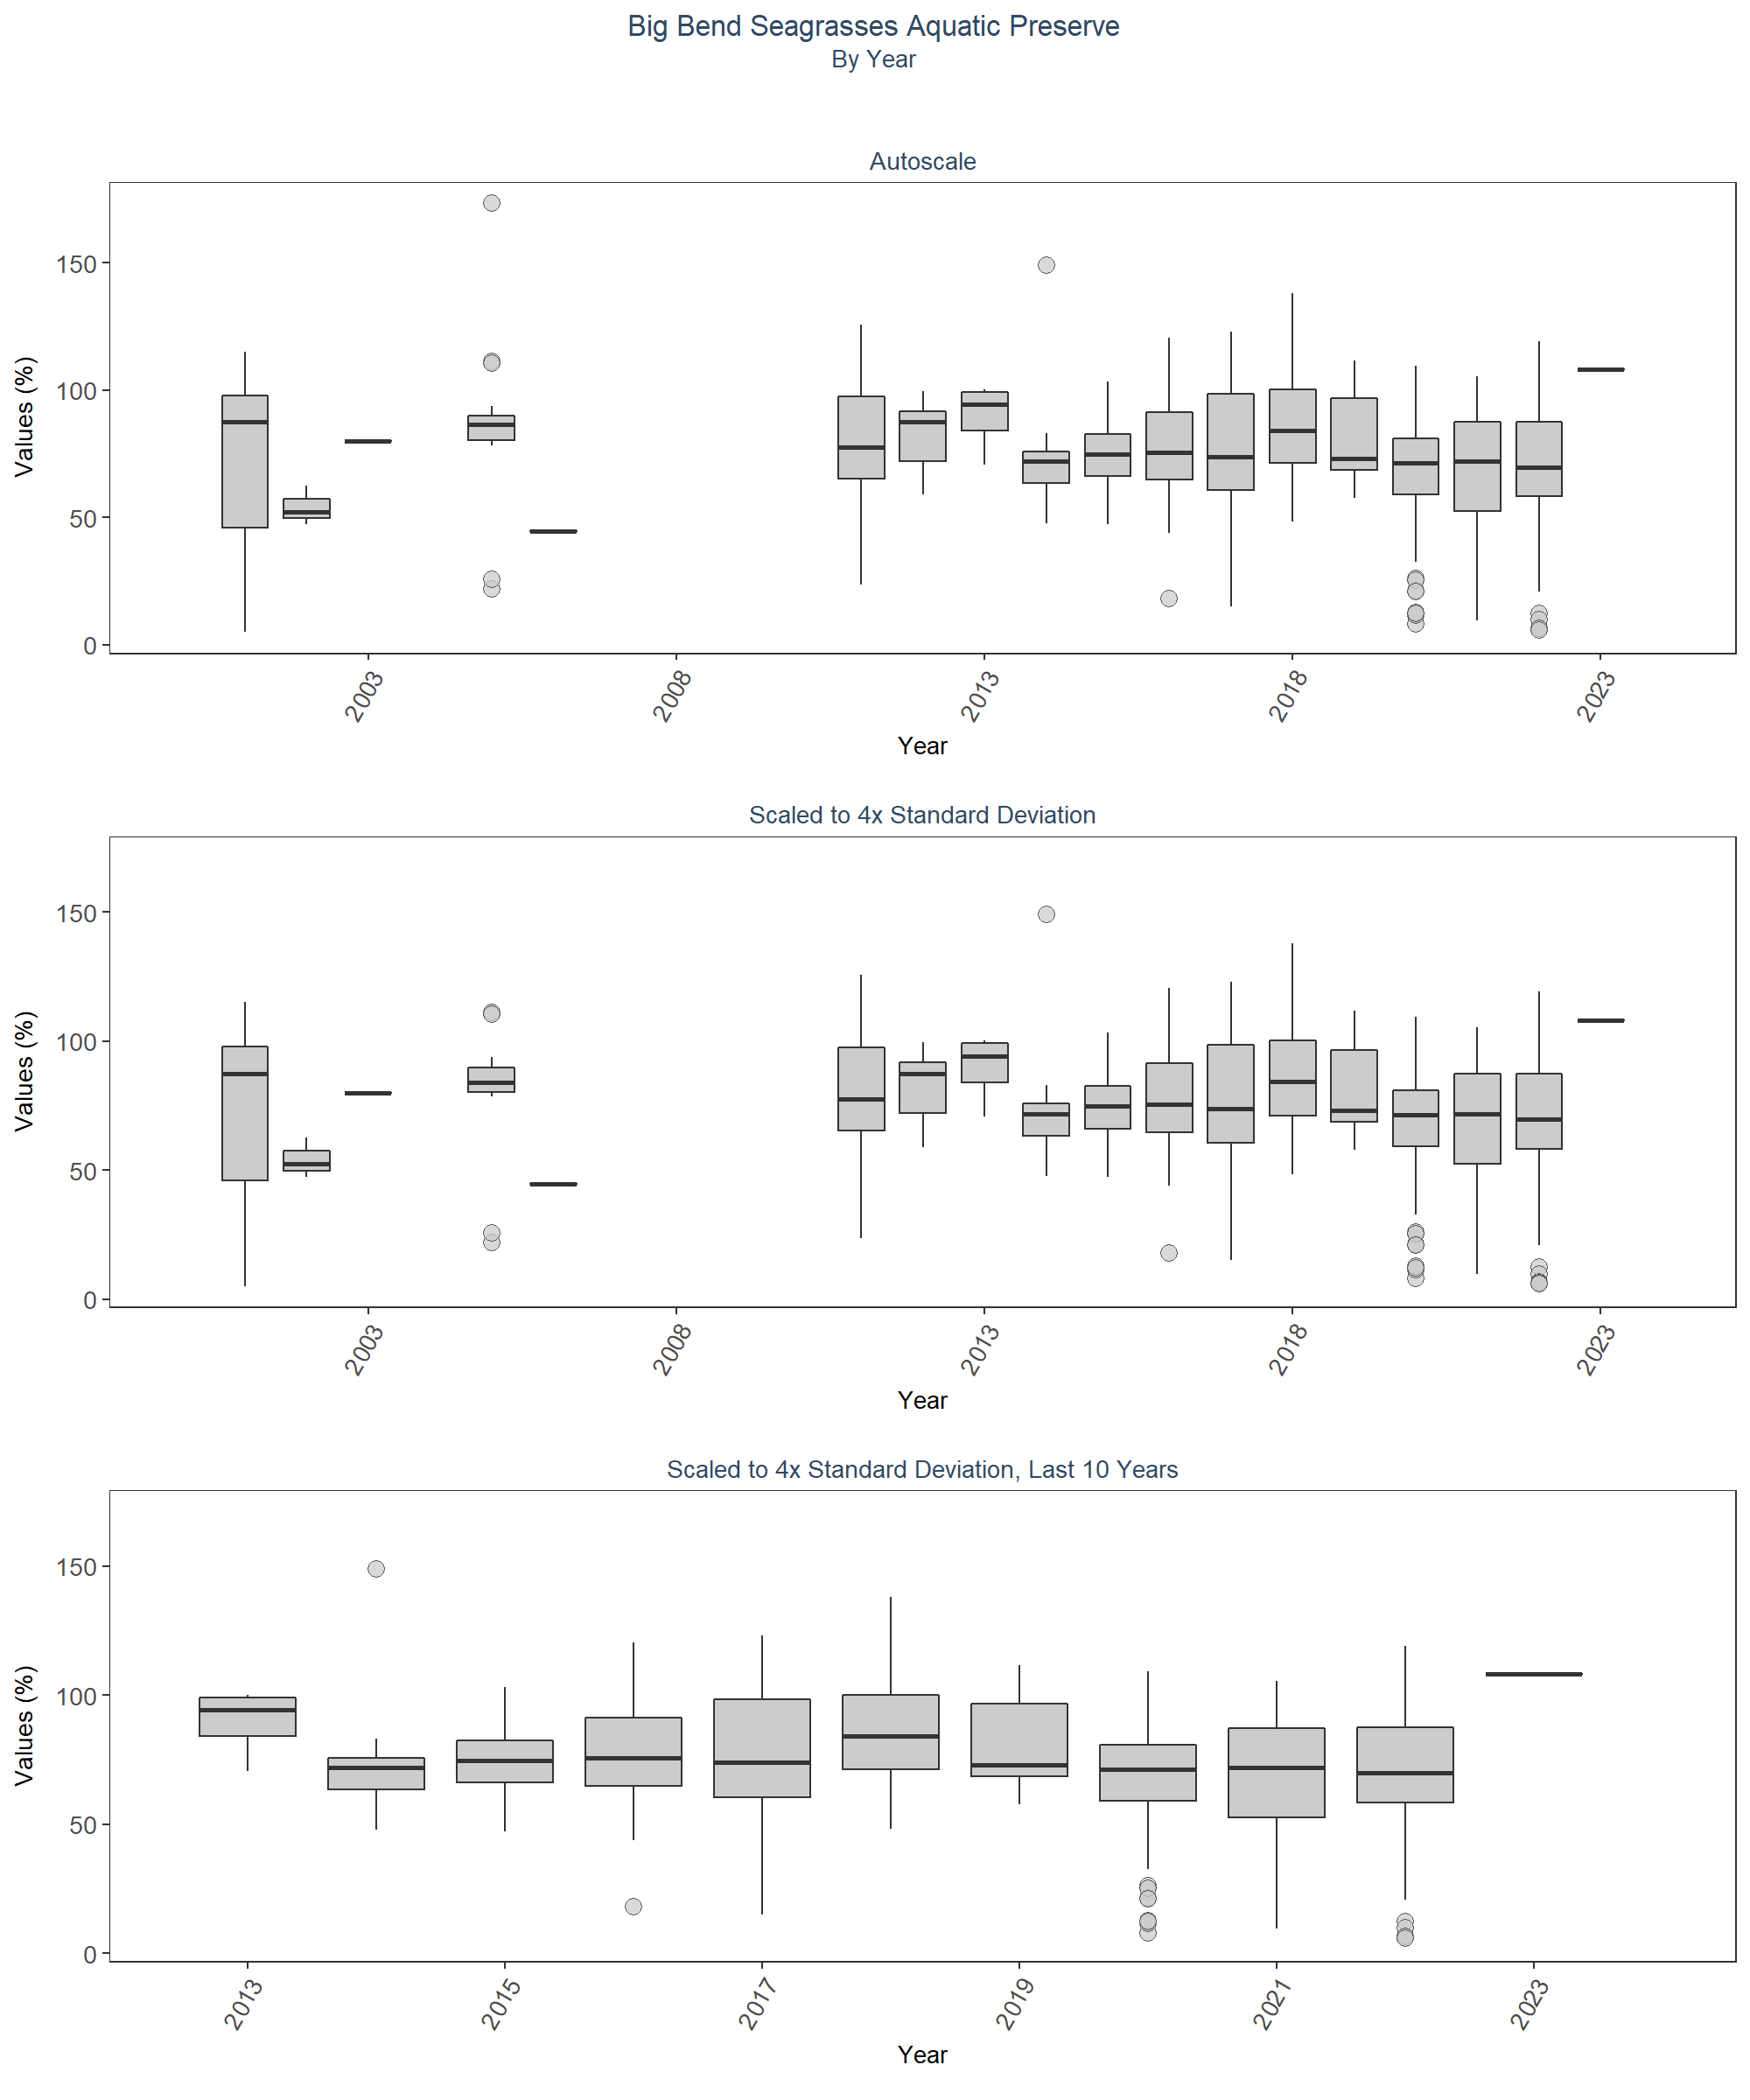 Big Bend Seagrasses Aquatic Preserve
By Year
Autoscale
Values (%)
150
100
50
0
2003
2008
2013
2018
2023
Year
Scaled to 4x Standard Deviation
Values (%)
150
100
50
0
2003
2008
2013
2018
2023
Year
Scaled to 4x Standard Deviation, Last 10 Years
Values (%)
150
100
50
0
2013
2015
2017
2019
2021
2023
Year